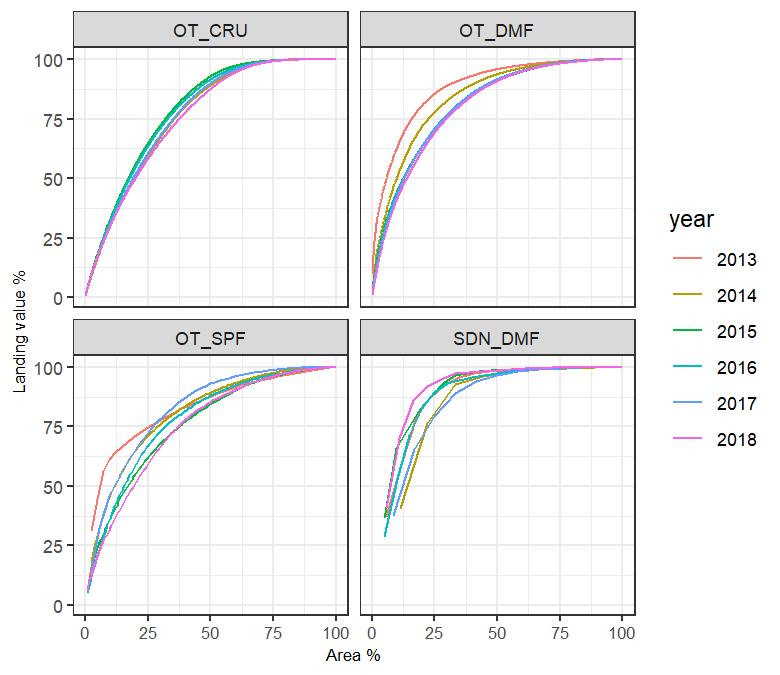 OT_CRU
OT_DMF
100
75
50
25
0
OT_SPF
SDN_DMF
100
75
50
25
0
0 25 50 75 100
0 25 50 75 100
Area %
Landing value %
year
2013
2014
2015
2016
2017
2018